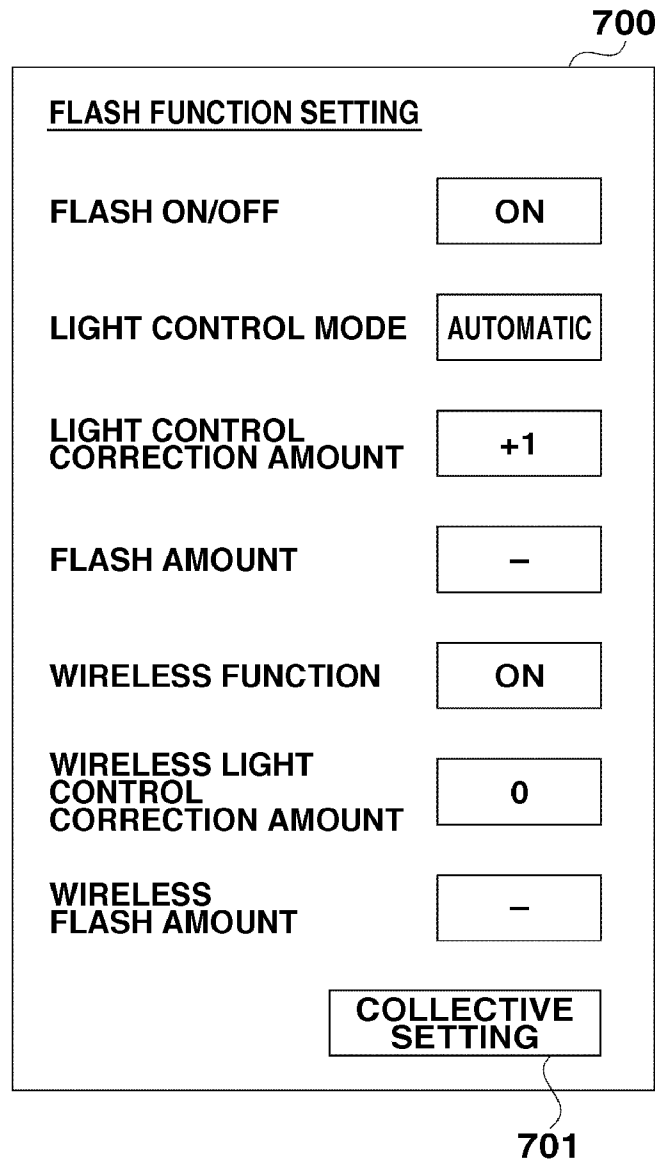 700
FLASH FUNCTION SETTING
FLASH ON/OFF ON
LIGHT CONTROL MODE AUTOMATIC
LIGHT CONTROL
CORRECTION AMOUNT +1
FLASH AMOUNT –
WIRELESS FUNCTION ON
WIRELESS LIGHT
CONTROL 0
CORRECTION AMOUNT
WIRELESS
FLASH AMOUNT –
COLLECTIVE
SETTING
701